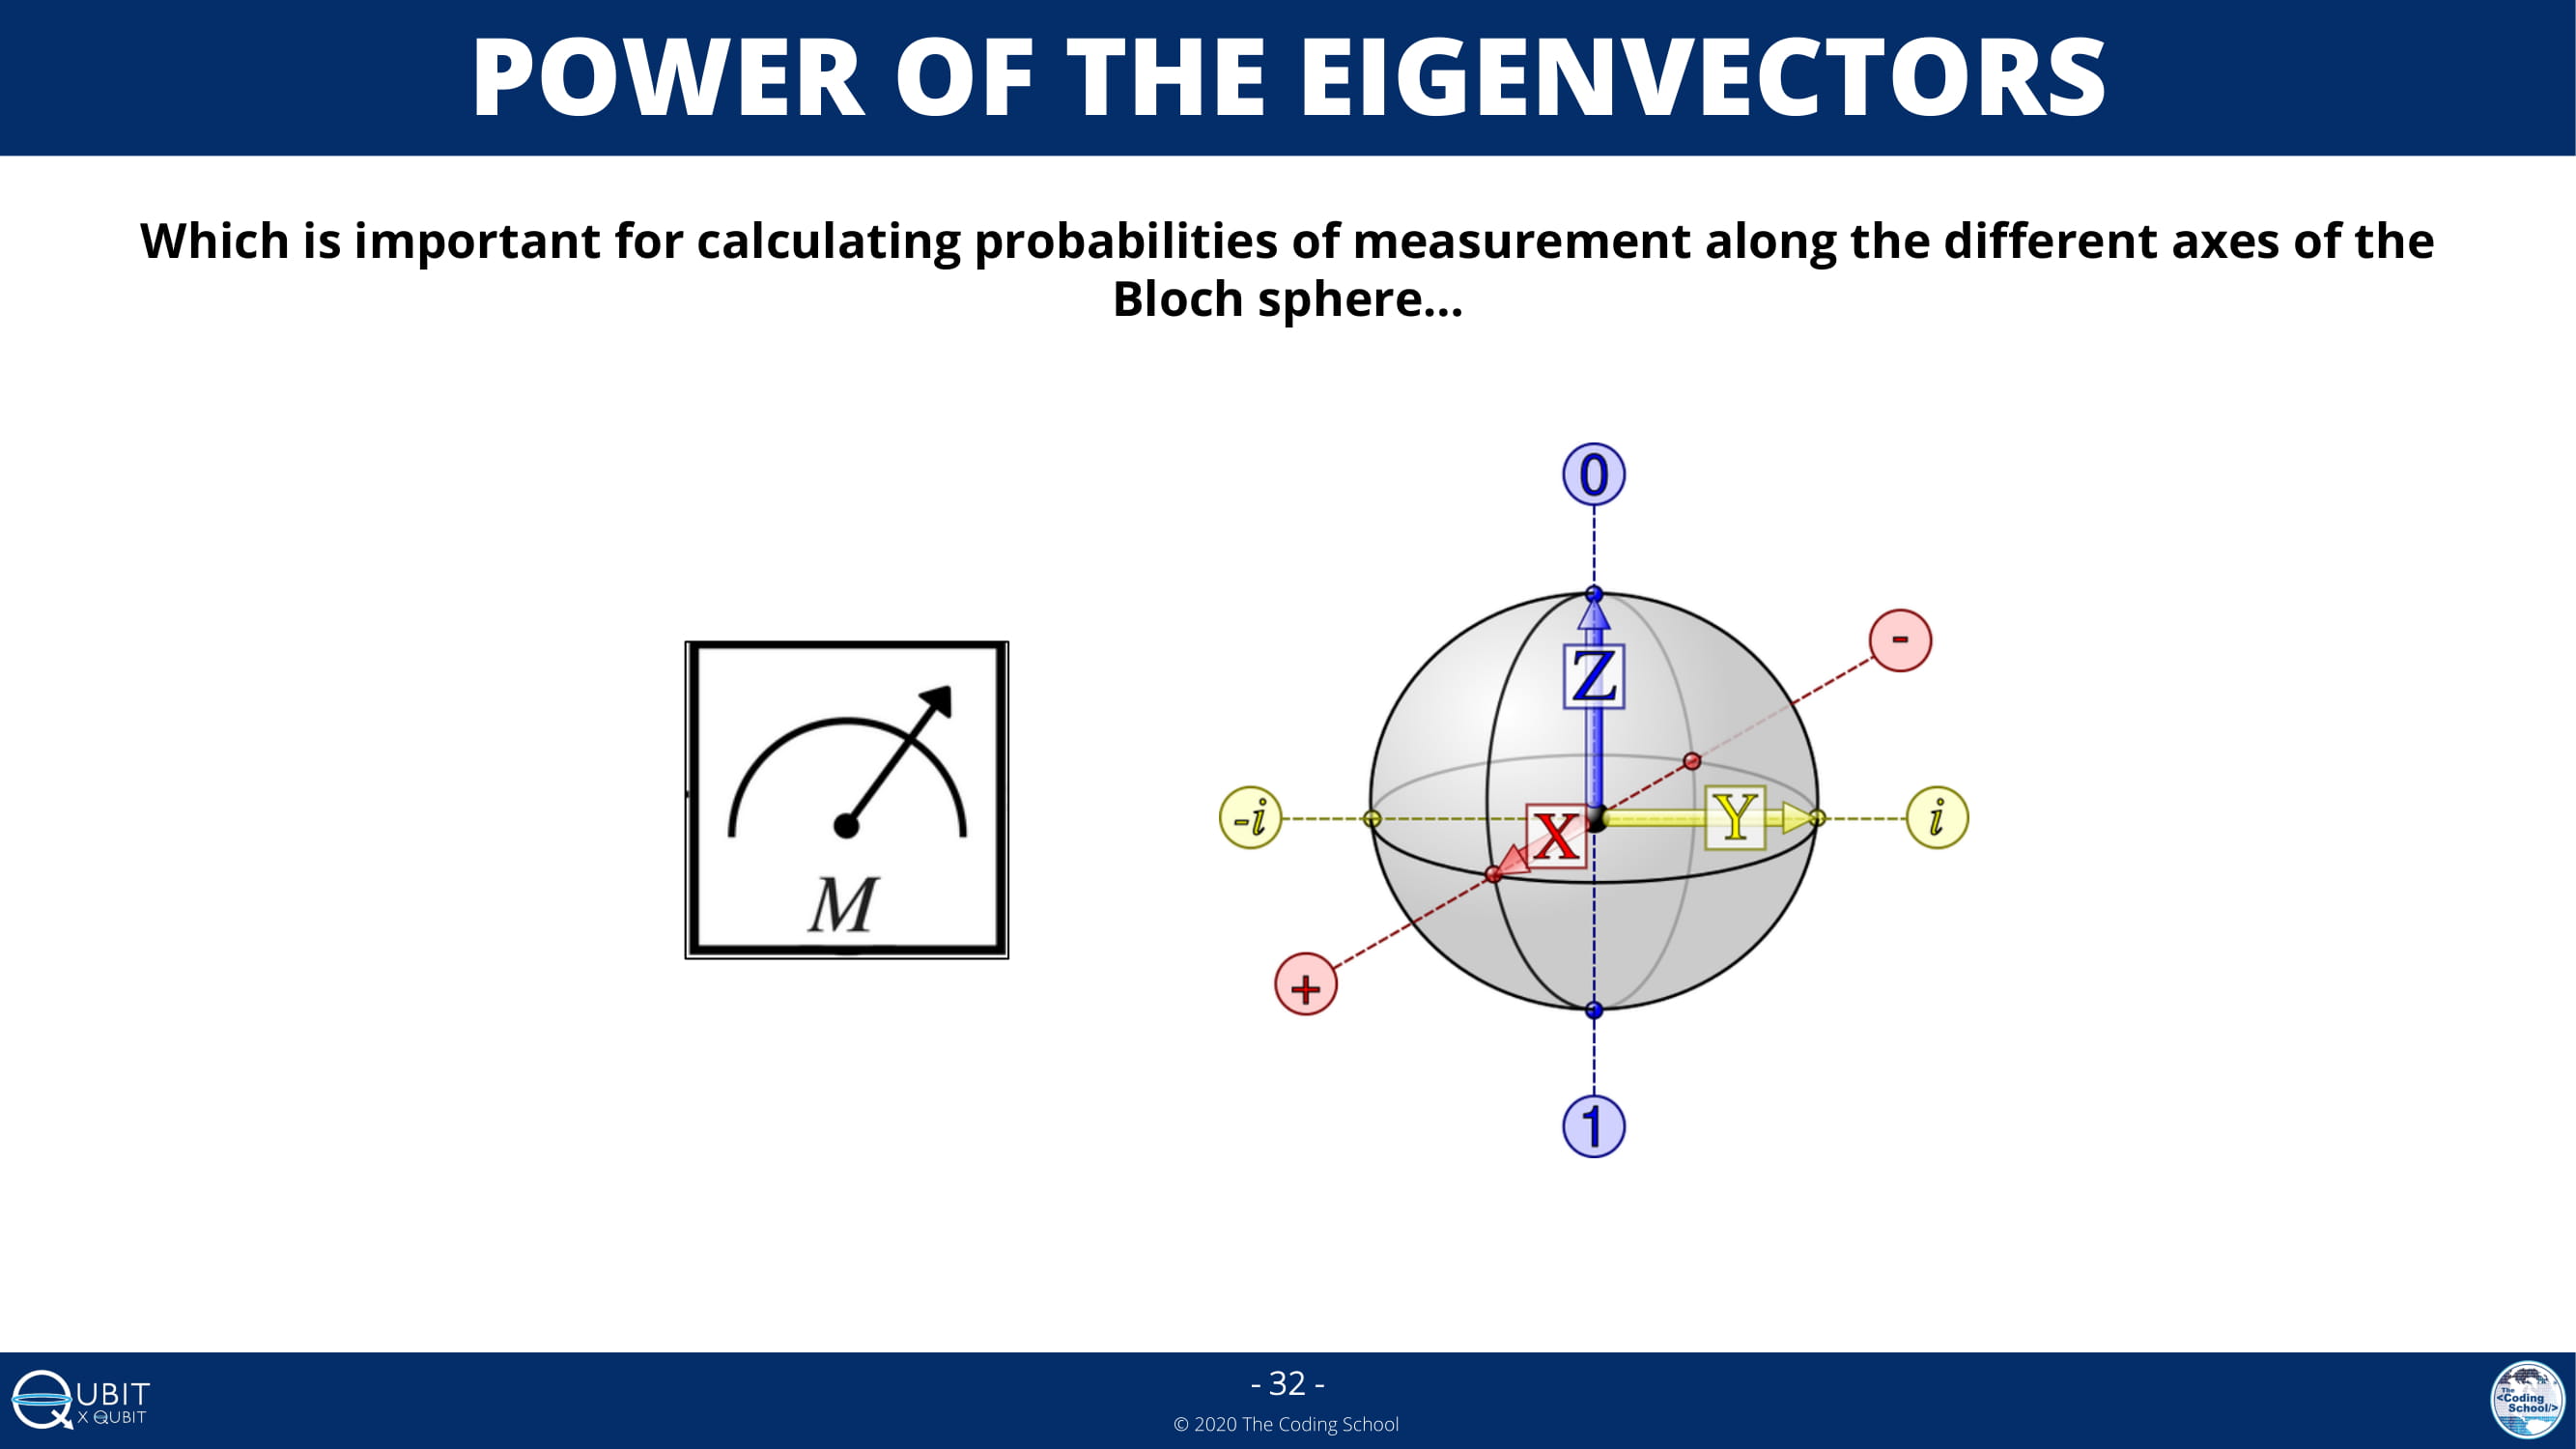 POWER OF THE EIGENVECTORS
Which is important for calculating probabilities of measurement along the different axes of the
Bloch sphere...
0
-
Z
-i
X
Y
i
M
+
1
QUBIT
X QUBIT
- 32 -
© 2020 The Coding School
The
<Coding
School/>